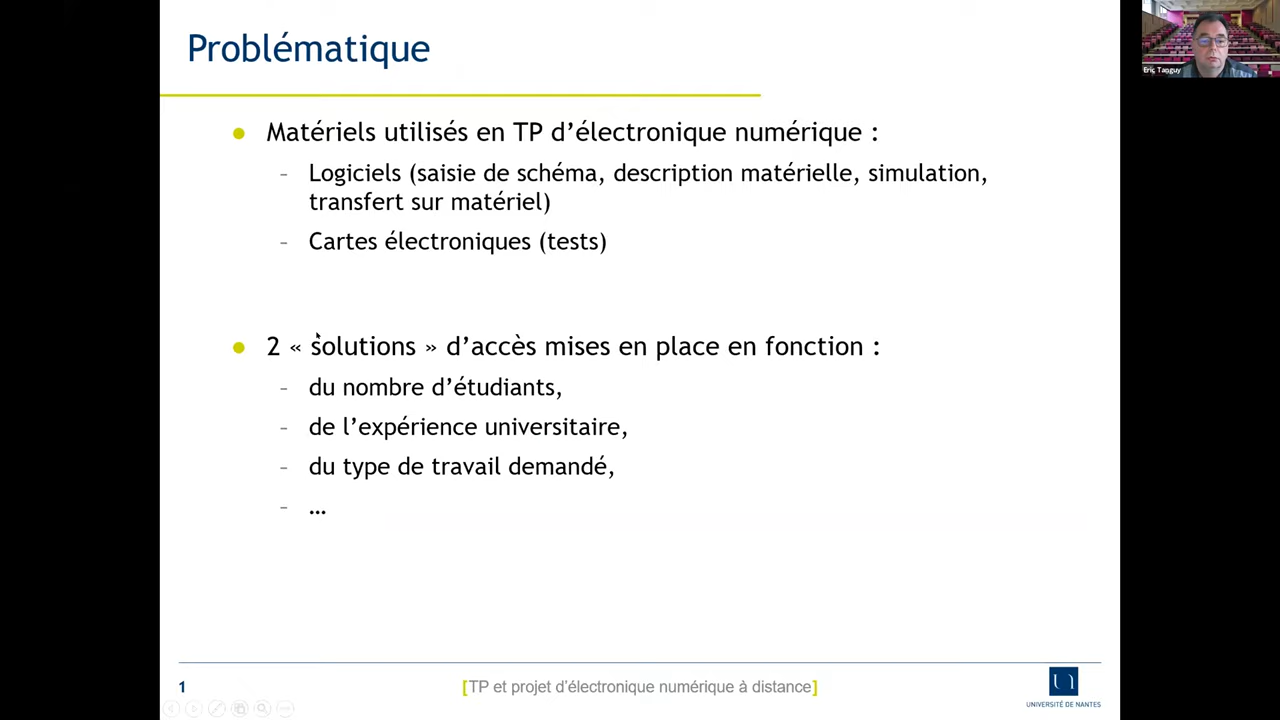 Problématique
Eric Tanguy
● Matériels utilisés en TP d’électronique numérique :
- Logiciels (saisie de schéma, description matérielle, simulation,
transfert sur matériel)
- Cartes électroniques (tests)
● 2 « solutions » d’accès mises en place en fonction :
- du nombre d’étudiants,
- de l’expérience universitaire,
- du type de travail demandé,
- …
1
[TP et projet d’électronique numérique à distance]
UNIVERSITÉ DE NANTES